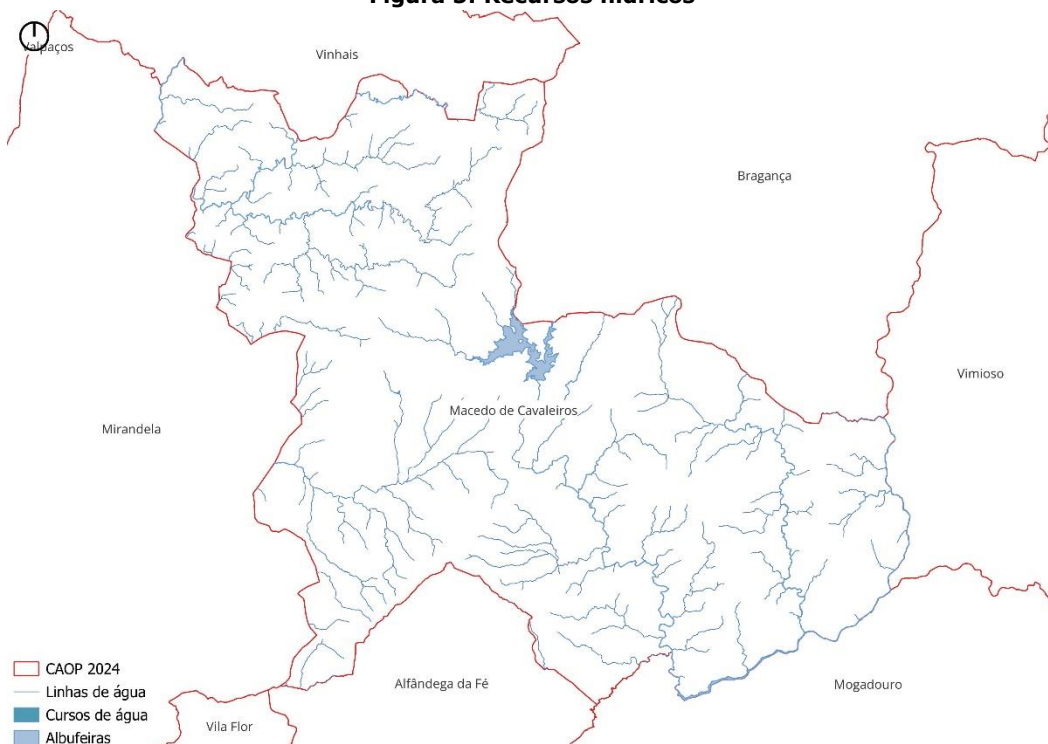 Figura 5. Recursos hídricos
Valpaços
Vinhais
Bragança
Vimioso
Macedo de Cavaleiros
Mirandela
CAOP 2024
Linhas de água
Cursos de água
Albufeiras
Alfândega da Fé
Mogadouro
Vila Flor